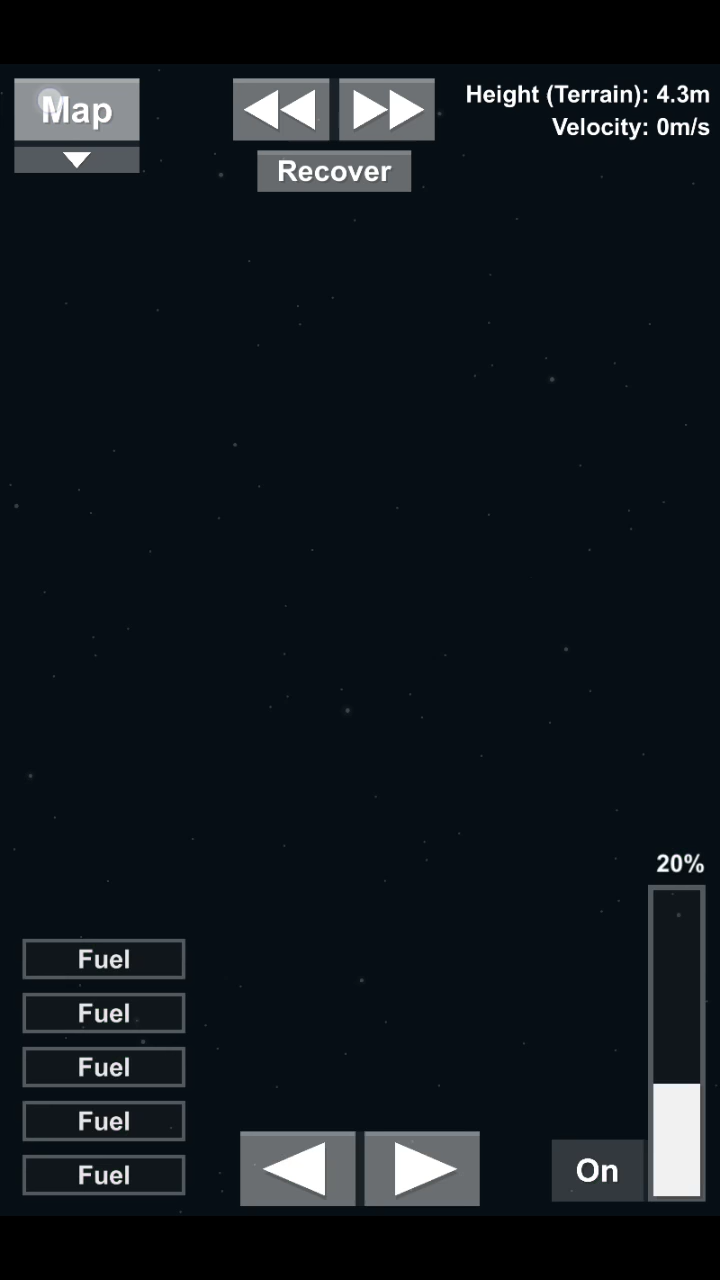 Map
Height (Terrain): 4.3m
Velocity: 0m/s
Recover
20%
Fuel
Fuel
Fuel
Fuel
Fuel
On